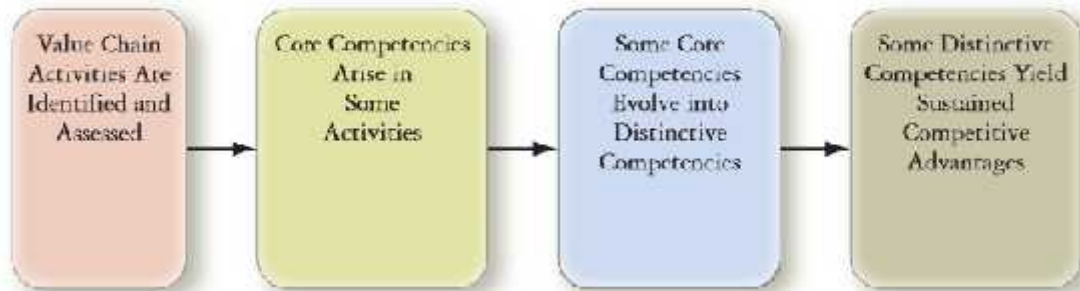 Value Chain
Activities Are
Identified and
Assessed
Core Competencies
Arise in
Some
Activities
Some Core
Competencies
Evolve into
Distinctive
Competencies
Some Distinctive
Competencies Yield
Sustained
Competitive
Advantages